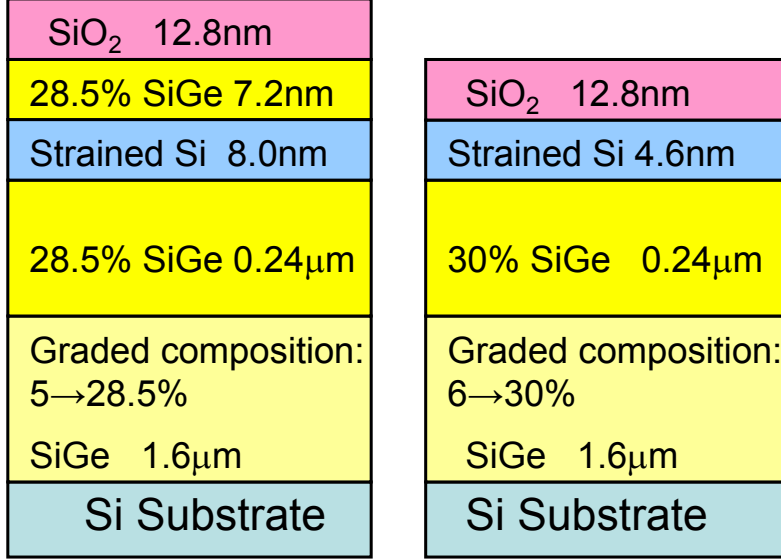 SiO₂ 12.8nm
28.5% SiGe 7.2nm
Strained Si 8.0nm
28.5% SiGe 0.24μm
Graded composition:
5→28.5%
SiGe 1.6μm
Si Substrate
SiO₂ 12.8nm
Strained Si 4.6nm
30% SiGe 0.24μm
Graded composition:
6→30%
SiGe 1.6μm
Si Substrate